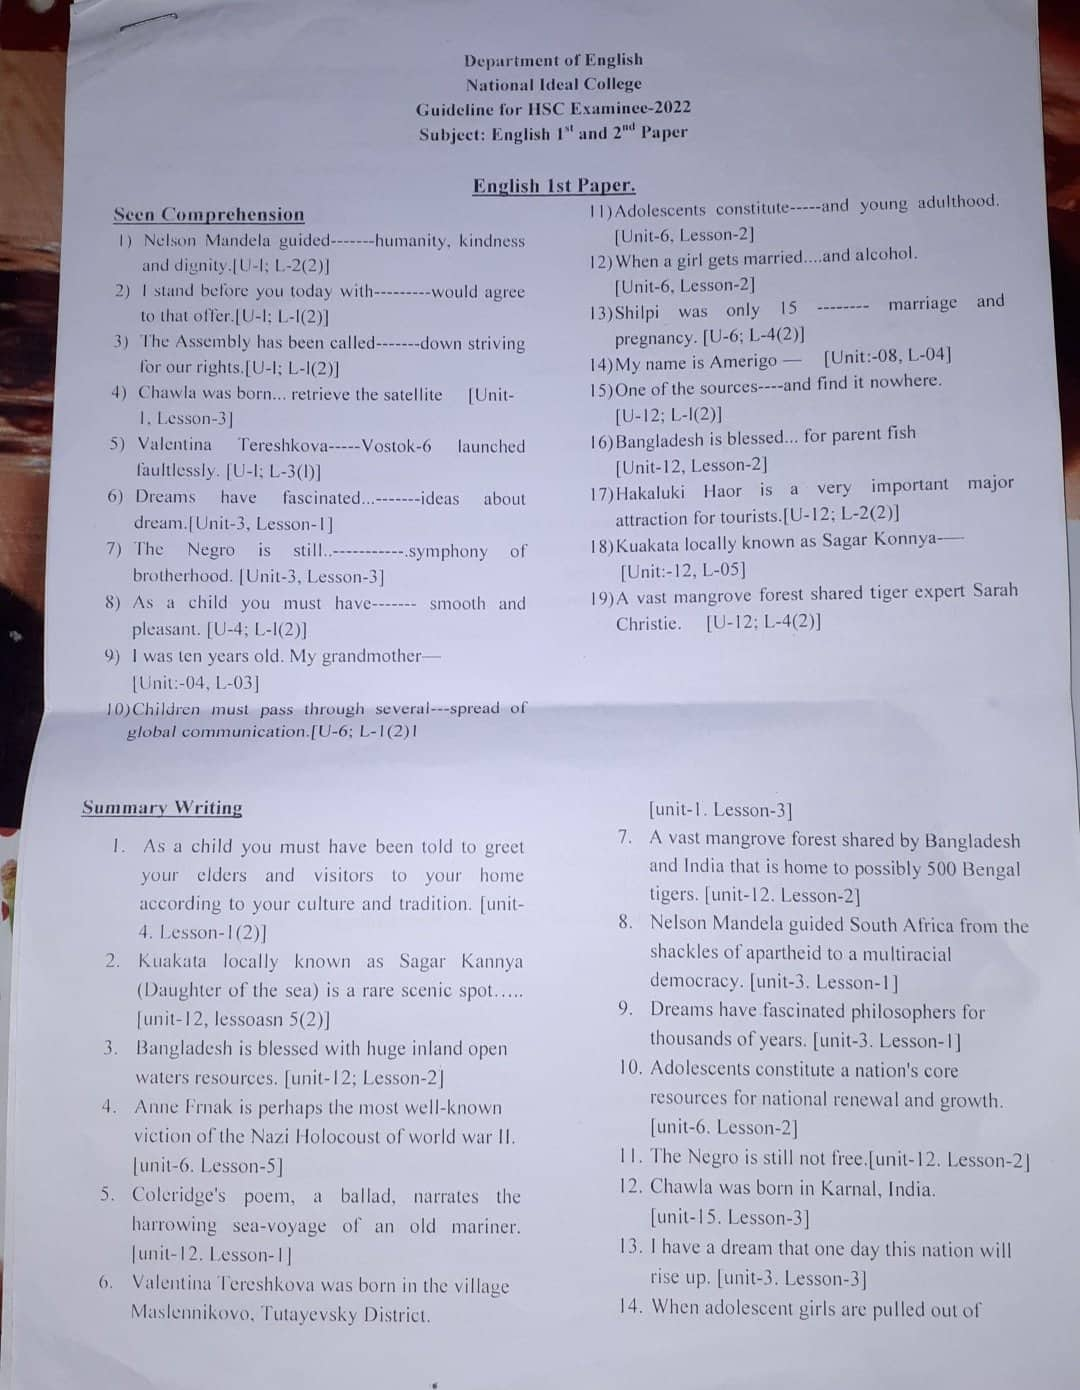 Department of English
National Ideal College
Guideline for HSC Examinee-2022
Subject: English 1st and 2nd Paper
English 1st Paper.
Seen Comprehension
1) Nelson Mandela guided-------humanity, kindness
and dignity.[U-I; L-2(2)]
2) I stand before you today with---------would agree
to that offer.[U-I; L-I(2)]
3) The Assembly has been called-------down striving
for our rights.[U-I; L-I(2)]
4) Chawla was born... retrieve the satellite [Unit-
1, Lesson-3]
5) Valentina Tereshkova-----Vostok-6 launched
faultlessly. [U-I; L-3(I)]
6) Dreams have fascinated...-------ideas about
dream.[Unit-3, Lesson-1]
7) The Negro is still..-----------.symphony of
brotherhood. [Unit-3, Lesson-3]
8) As a child you must have------- smooth and
pleasant. [U-4; L-I(2)]
9) I was ten years old. My grandmother—
[Unit:-04, L-03]
10)Children must pass through several---spread of
global communication.[U-6; L-1(2)]
11)Adolescents constitute-----and young adulthood.
[Unit-6, Lesson-2]
12)When a girl gets married....and alcohol.
[Unit-6, Lesson-2]
13)Shilpi was only 15 -------- marriage and
pregnancy. [U-6; L-4(2)]
14)My name is Amerigo — [Unit:-08, L-04]
15)One of the sources----and find it nowhere.
[U-12; L-I(2)]
16)Bangladesh is blessed... for parent fish
[Unit-12, Lesson-2]
17)Hakaluki Haor is a very important major
attraction for tourists.[U-12; L-2(2)]
18)Kuakata locally known as Sagar Konnya-—
[Unit:-12, L-05]
19)A vast mangrove forest shared tiger expert Sarah
Christie. [U-12; L-4(2)]
Summary Writing
1. As a child you must have been told to greet
your elders and visitors to your home
according to your culture and tradition. [unit-
4. Lesson-1(2)]
2. Kuakata locally known as Sagar Kannya
(Daughter of the sea) is a rare scenic spot.....
[unit-12, lessoasn 5(2)]
3. Bangladesh is blessed with huge inland open
waters resources. [unit-12; Lesson-2]
4. Anne Frnak is perhaps the most well-known
viction of the Nazi Holocoust of world war II.
[unit-6. Lesson-5]
5. Coleridge's poem, a ballad, narrates the
harrowing sea-voyage of an old mariner.
[unit-12. Lesson-1]
6. Valentina Tereshkova was born in the village
Maslennikovo, Tutayevsky District.
[unit-1. Lesson-3]
7. A vast mangrove forest shared by Bangladesh
and India that is home to possibly 500 Bengal
tigers. [unit-12. Lesson-2]
8. Nelson Mandela guided South Africa from the
shackles of apartheid to a multiracial
democracy. [unit-3. Lesson-1]
9. Dreams have fascinated philosophers for
thousands of years. [unit-3. Lesson-1]
10. Adolescents constitute a nation's core
resources for national renewal and growth.
[unit-6. Lesson-2]
11. The Negro is still not free.[unit-12. Lesson-2]
12. Chawla was born in Karnal, India.
[unit-15. Lesson-3]
13. I have a dream that one day this nation will
rise up. [unit-3. Lesson-3]
14. When adolescent girls are pulled out of